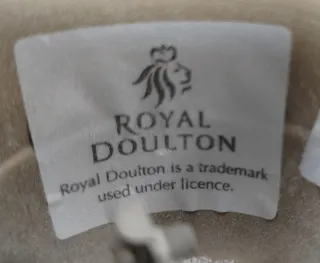 ROYAL
DOULTON
Royal Doulton is a trademark
used under licence.